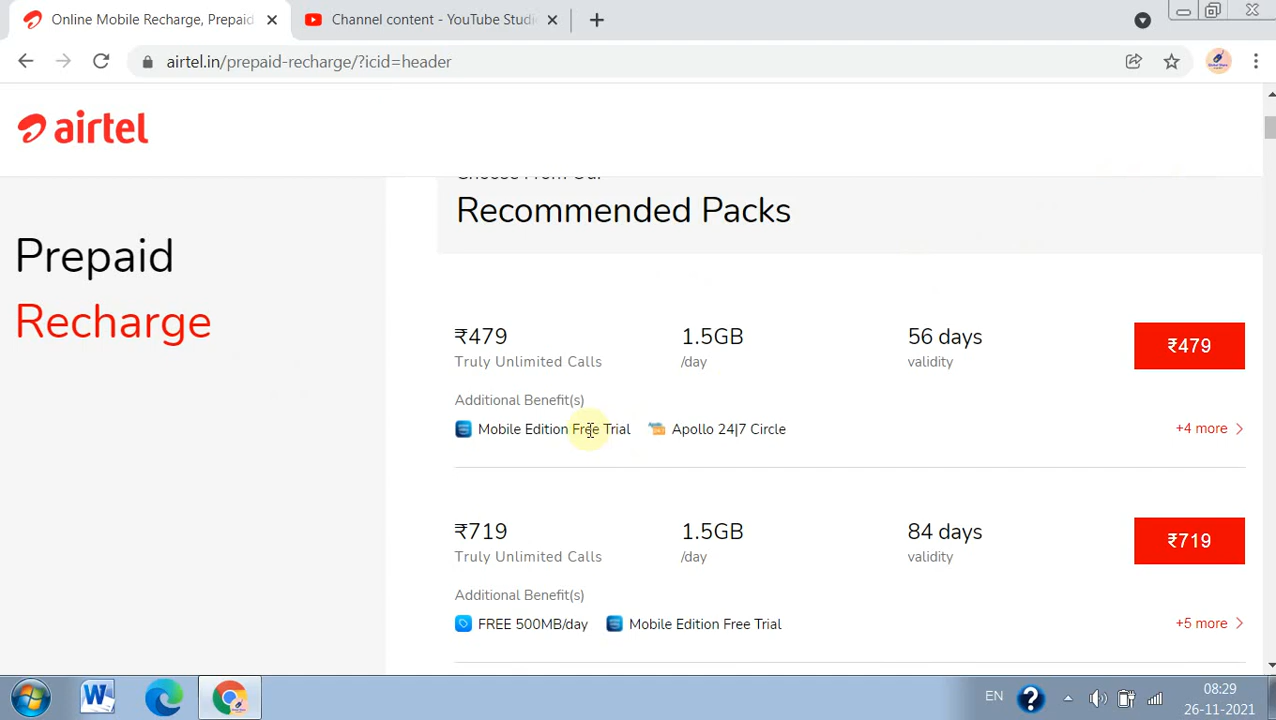 Online Mobile Recharge, Prepaid
Channel content - YouTube Studi
airtel.in/prepaid-recharge/?icid=header
airtel
Prepaid
Recharge
Recommended Packs
₹479 1.5GB 56 days ₹479
Truly Unlimited Calls /day validity
Additional Benefit(s)
Mobile Edition Free Trial Apollo 24|7 Circle +4 more
₹719 1.5GB 84 days ₹719
Truly Unlimited Calls /day validity
Additional Benefit(s)
FREE 500MB/day Mobile Edition Free Trial +5 more
EN
08:29
26-11-2021